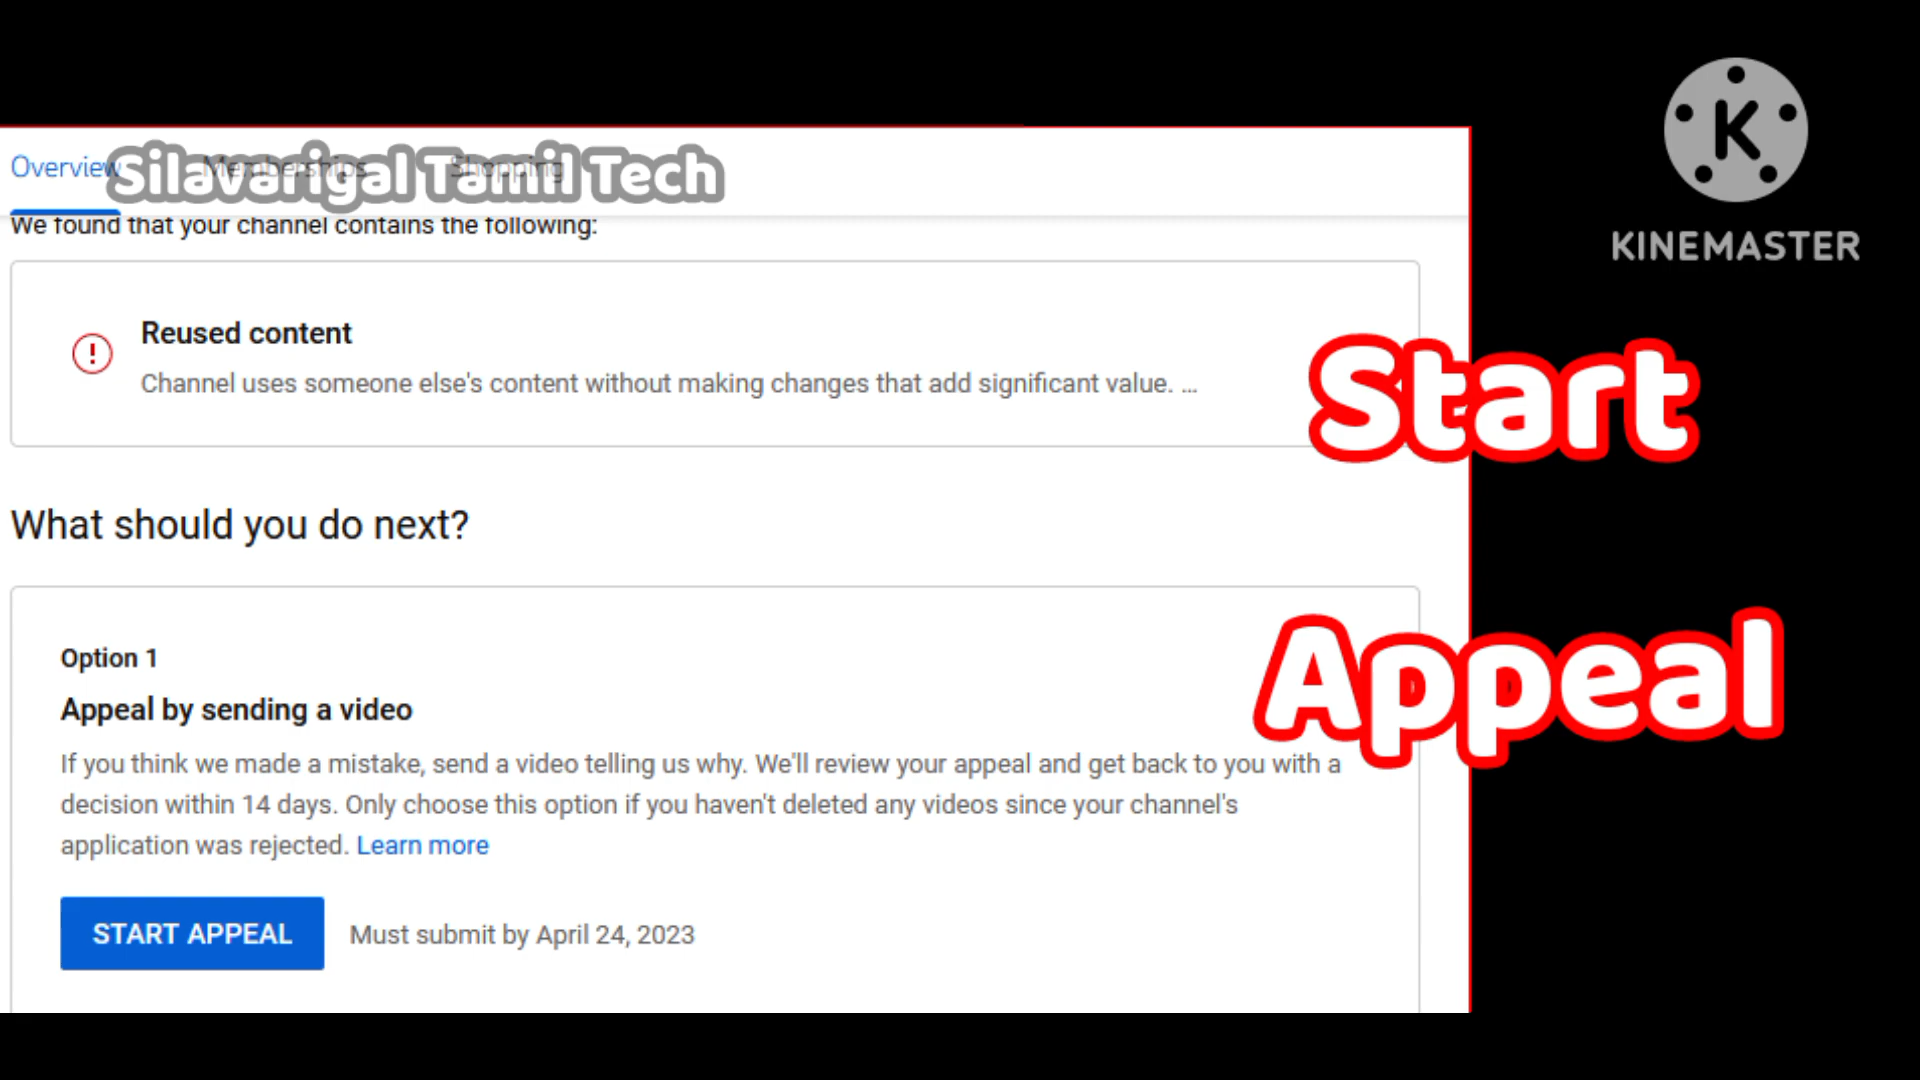 KINEMASTER
Silavarigal Tamil Tech
Overview Memberships Shopping
We found that your channel contains the following:
Reused content
Channel uses someone else's content without making changes that add significant value. ...
Start
What should you do next?
Appeal
Option 1
Appeal by sending a video
If you think we made a mistake, send a video telling us why. We'll review your appeal and get back to you with a
decision within 14 days. Only choose this option if you haven't deleted any videos since your channel's
application was rejected. Learn more
START APPEAL Must submit by April 24, 2023